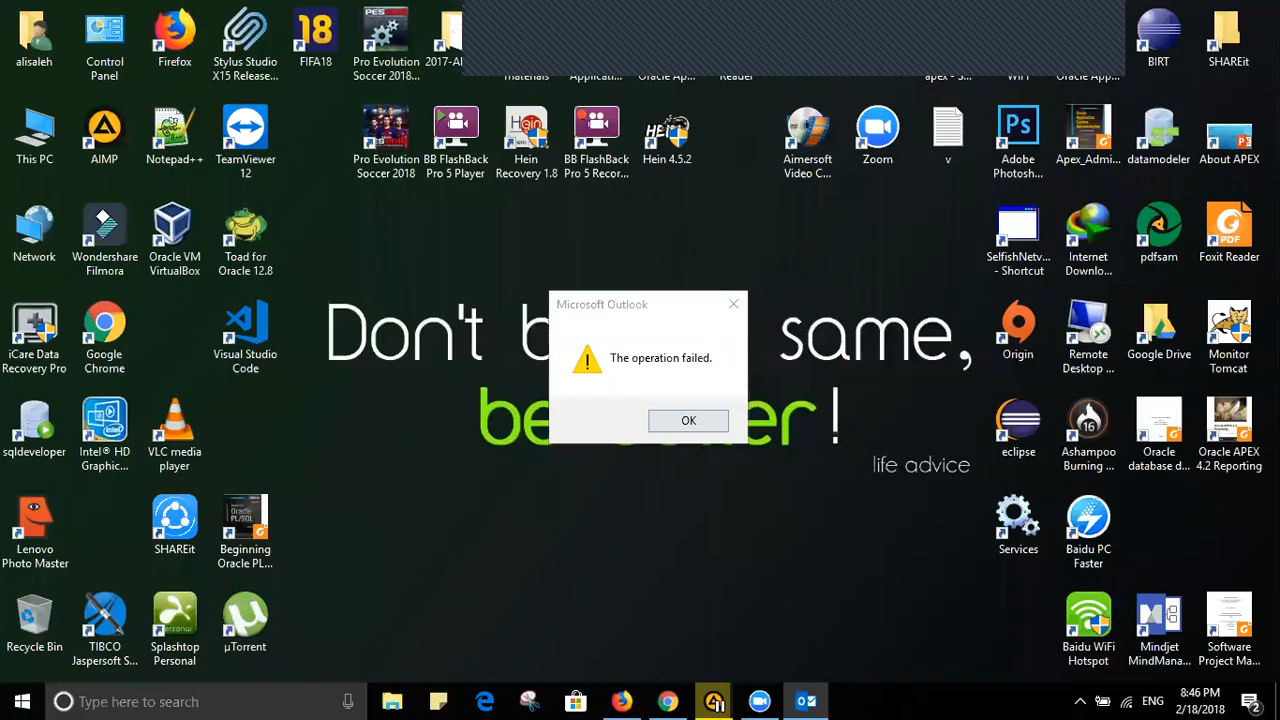 alisaleh
Control
Panel
Firefox
Stylus Studio
X15 Release...
18
FIFA18
PES
Pro Evolution
Soccer 2018...
2017-A
BIRT
SHAREit
This PC
AIMP
Notepad++
TeamViewer
12
Pro Evolution
Soccer 2018
BB FlashBack
Pro 5 Player
Hein
Recovery 1.8
BB FlashBack
Pro 5 Recor...
Hein 4.5.2
Aimersoft
Video C...
Zoom
v
Ps
Adobe
Photosh...
Apex_Admi...
datamodeler
About APEX
Network
Wondershare
Filmora
Oracle VM
VirtualBox
Toad for
Oracle 12.8
SelfishNetv...
- Shortcut
Internet
Downlo...
pdfsam
PDF
Foxit Reader
iCare Data
Recovery Pro
Google
Chrome
Visual Studio
Code
Don't b same,
be er!
life advice
Microsoft Outlook
The operation failed.
OK
Origin
Remote
Desktop ...
Google Drive
Monitor
Tomcat
sqldeveloper
Intel® HD
Graphic...
VLC media
player
eclipse
16
Ashampoo
Burning ...
Oracle
database d...
Oracle APEX
4.2 Reporting
Lenovo
Photo Master
SHAREit
Beginning
Oracle PL...
Services
Baidu PC
Faster
Recycle Bin
TIBCO
Jaspersoft S...
Splashtop
Personal
µTorrent
Baidu WiFi
Hotspot
Mindjet
MindMana...
Software
Project Ma...
Type here to search
ENG
8:46 PM
2/18/2018
2